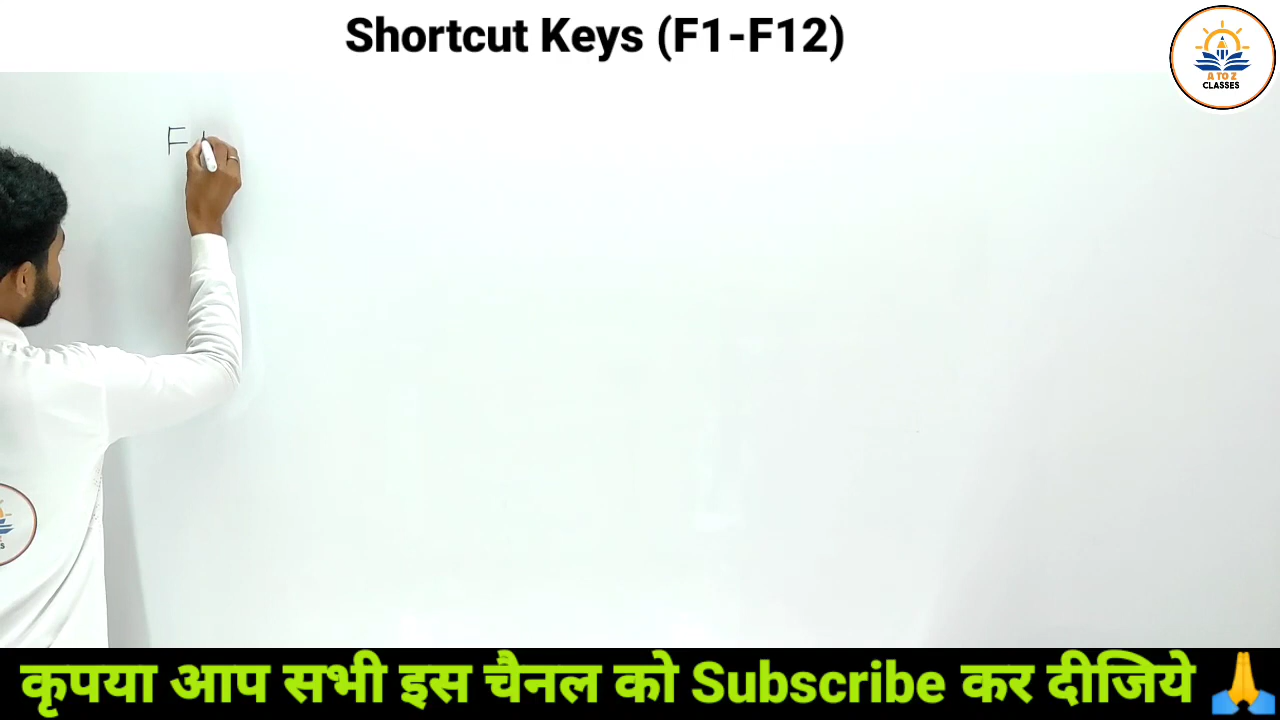 Shortcut Keys (F1-F12)
A TO Z
CLASSES
F
कृपया आप सभी इस चैनल को Subscribe कर दीजिये 🙏